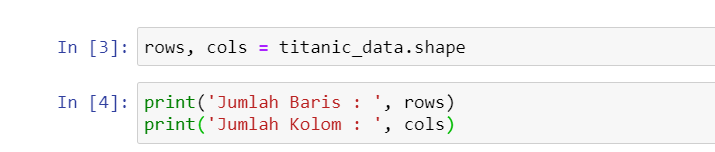 In [3]: rows, cols = titanic_data.shape
In [4]: print('Jumlah Baris : ', rows)
print('Jumlah Kolom : ', cols)